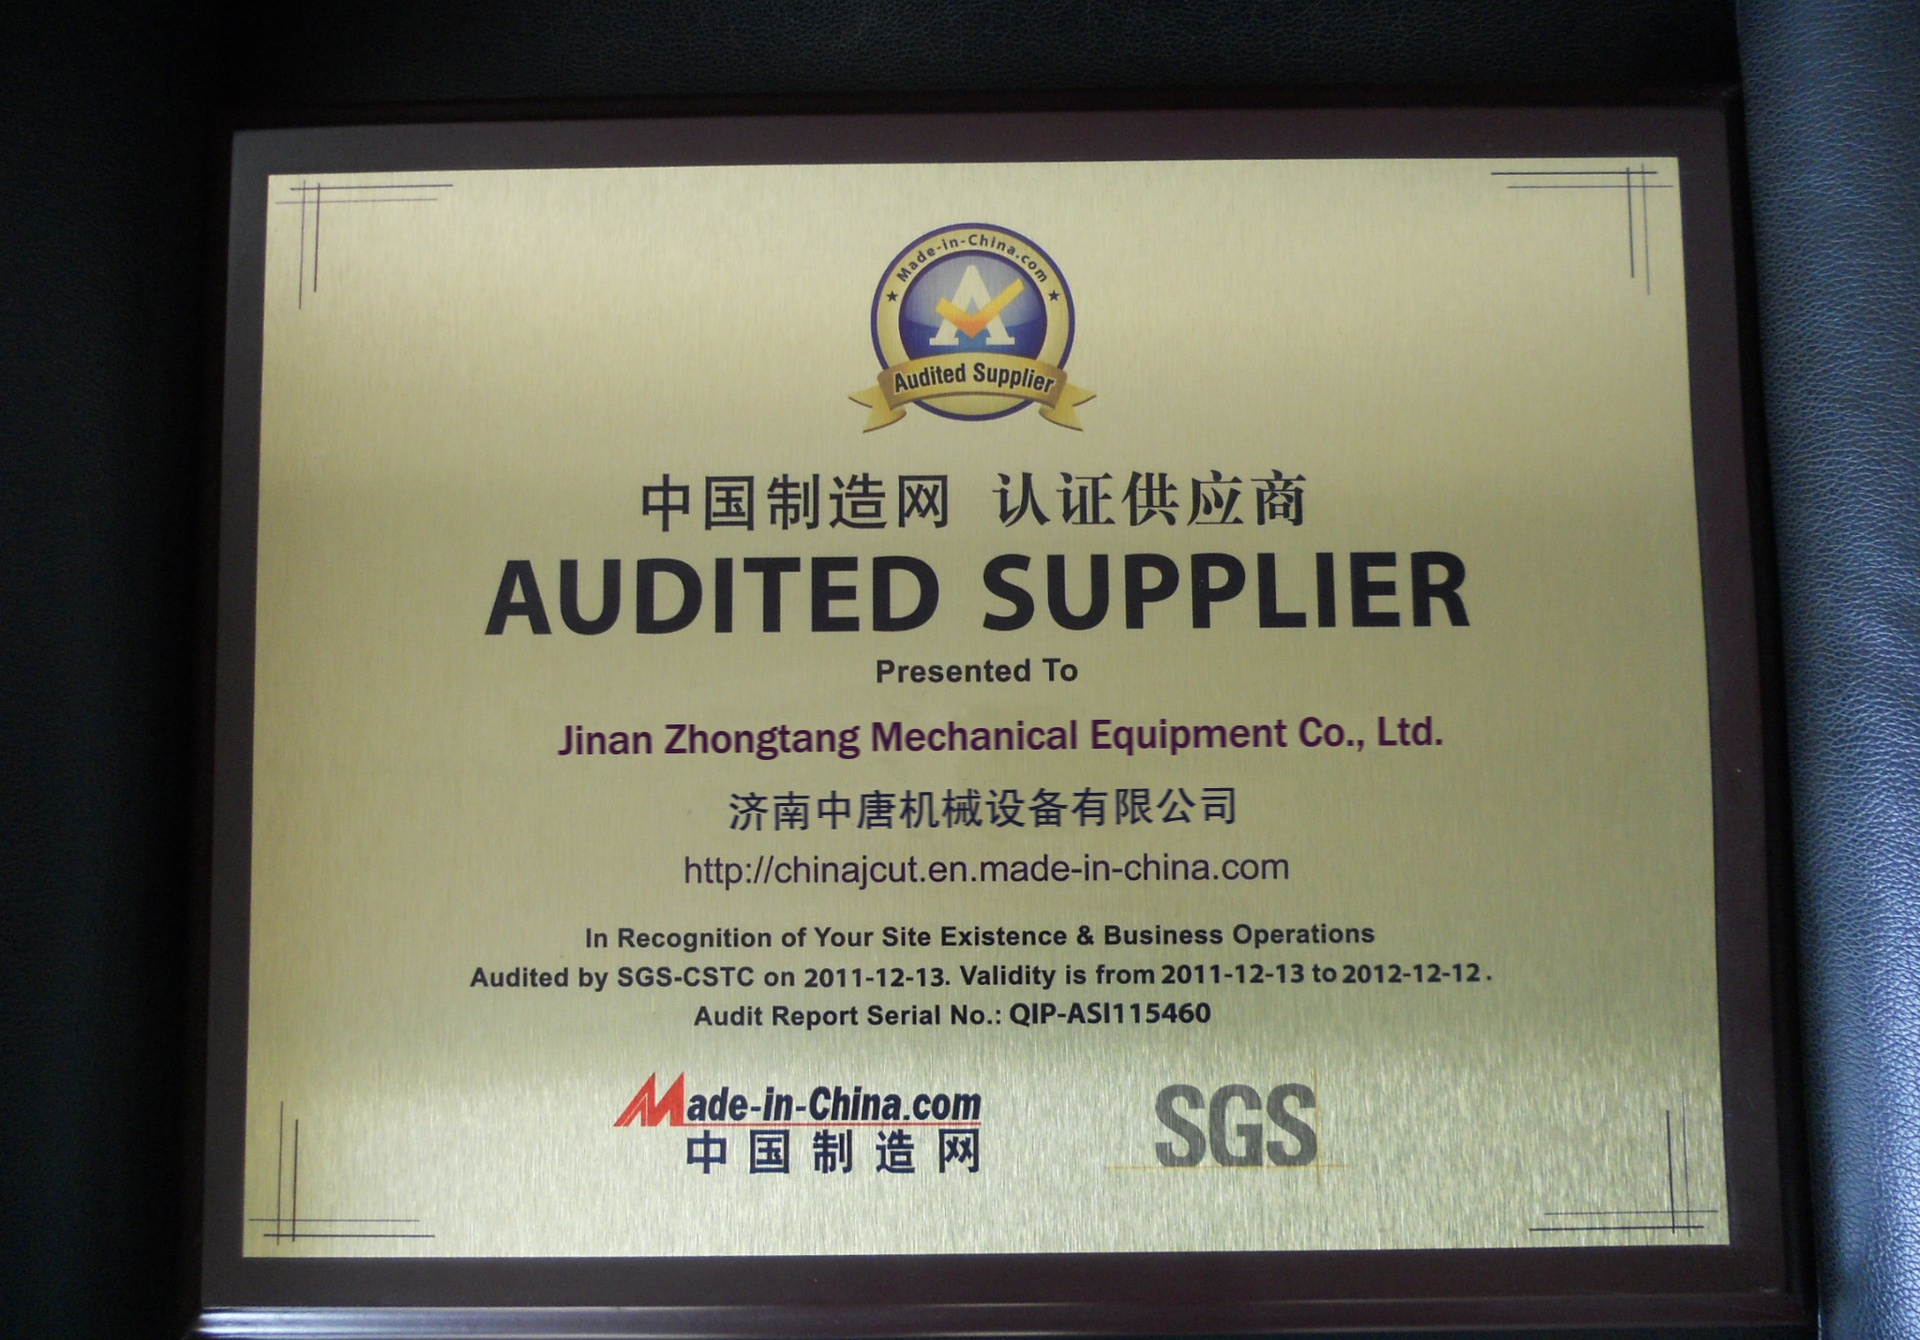 Made-in-China.com
Audited Supplier
中国制造网 认证供应商
AUDITED SUPPLIER
Presented To
Jinan Zhongtang Mechanical Equipment Co., Ltd.
济南中唐机械设备有限公司
http://chinajcut.en.made-in-china.com
In Recognition of Your Site Existence & Business Operations
Audited by SGS-CSTC on 2011-12-13. Validity is from 2011-12-13 to 2012-12-12.
Audit Report Serial No.: QIP-ASI115460
Made-in-China.com
中国制造网
SGS